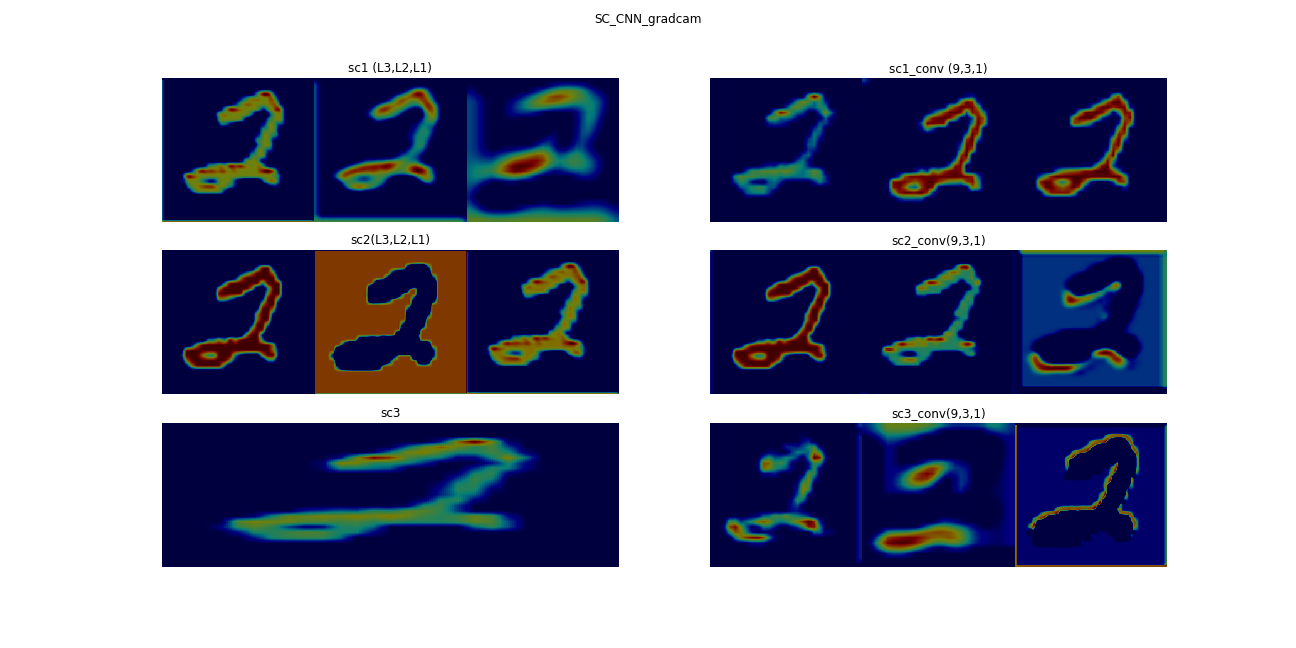 SC_CNN_gradcam
sc1 (L3,L2,L1)
sc1_conv (9,3,1)
sc2(L3,L2,L1)
sc2_conv(9,3,1)
sc3
sc3_conv(9,3,1)